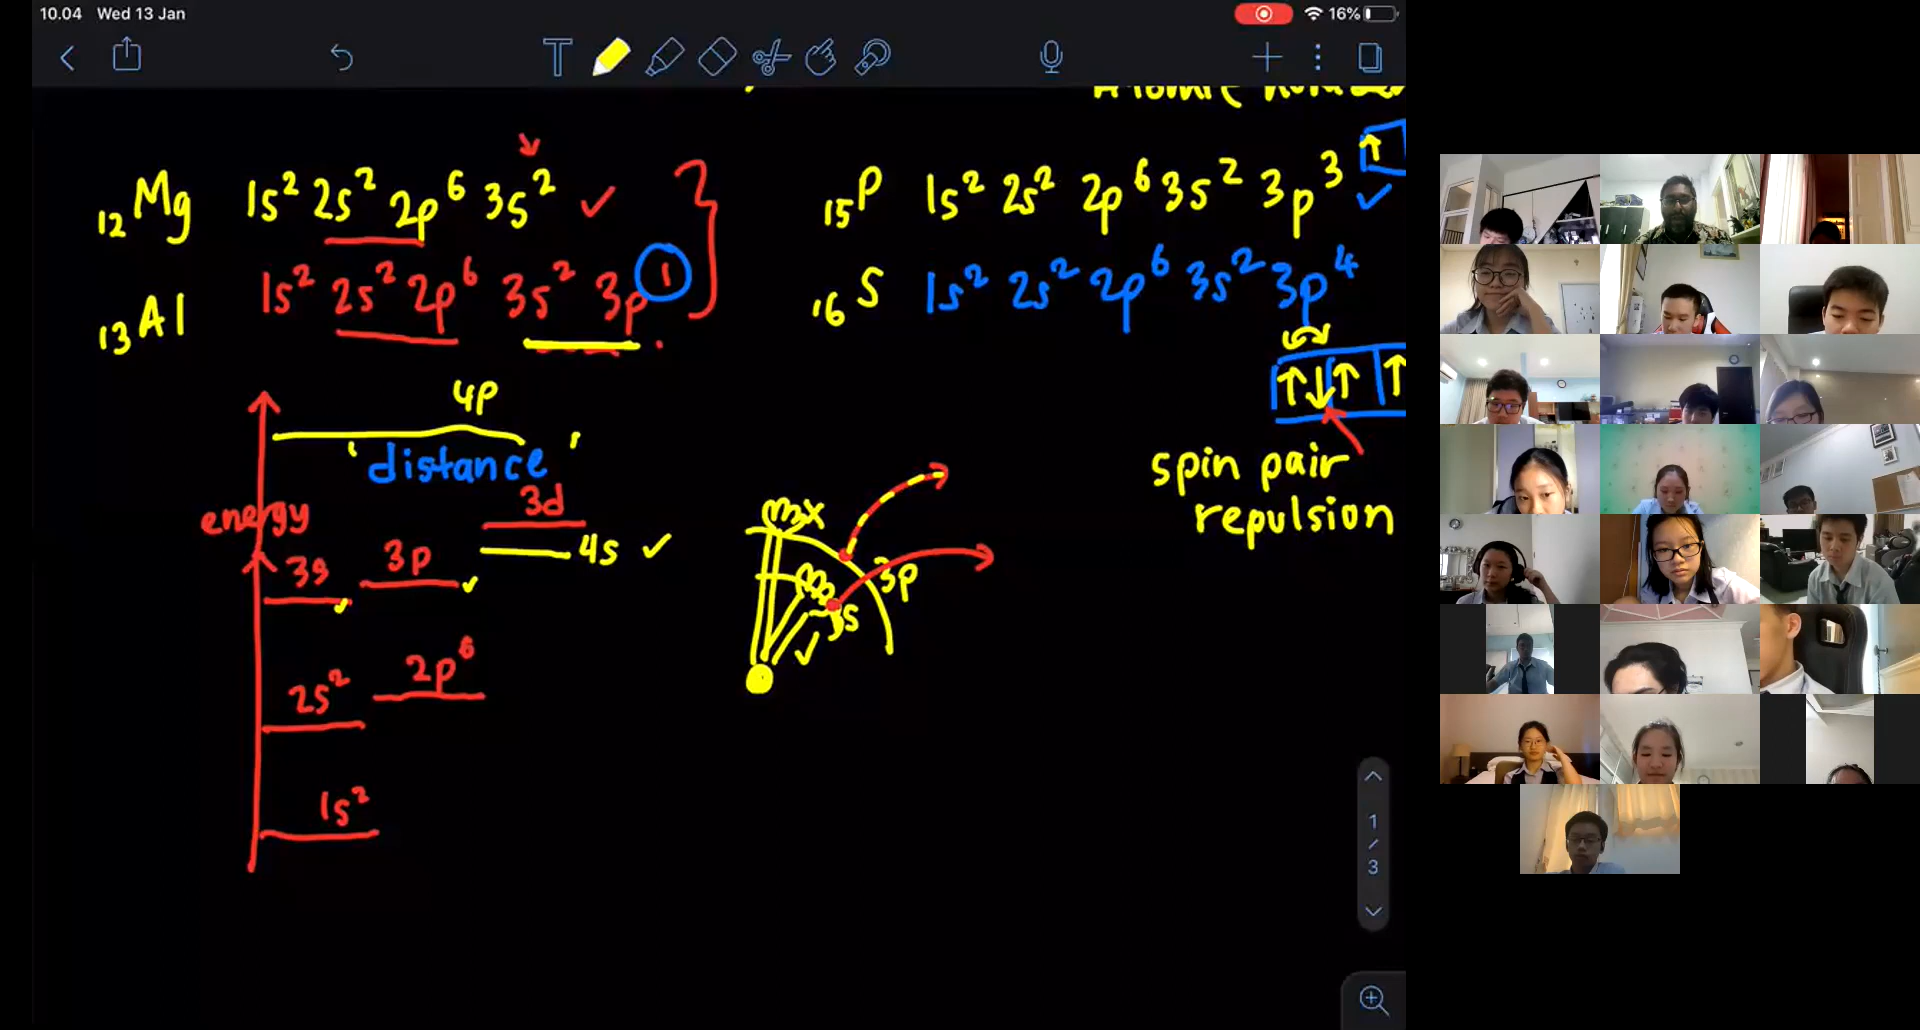 10.04 Wed 13 Jan
16%
T
Atomic
₁₂Mg 1s² 2s² 2p⁶ 3s² ✓
₁₃Al 1s² 2s² 2p⁶ 3s² 3p¹
₁₅P 1s² 2s² 2p⁶ 3s² 3p³ ↑
✓
₁₆S 1s² 2s² 2p⁶ 3s² 3p⁴
↑↓ ↑ ↑
spin pair
repulsion
4p
distance
energy
3d
4s ✓
3s 3p
2s² 2p⁶
1s²
3p
3s
✓
1
/
3